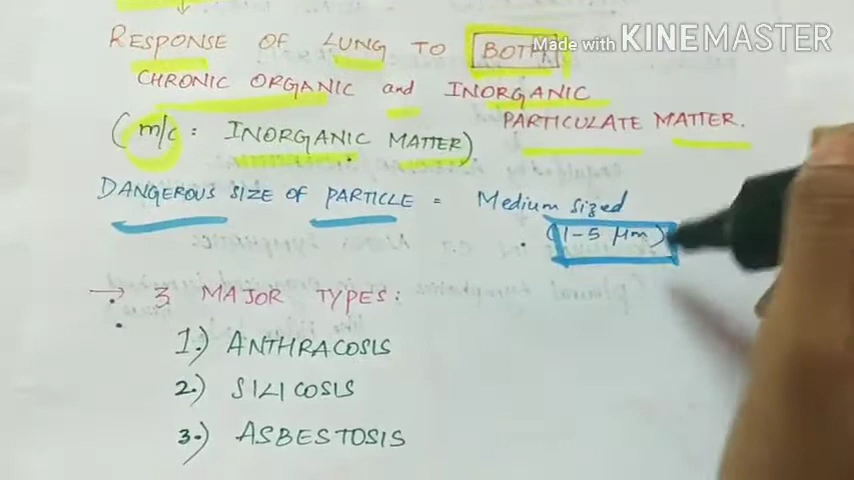 RESPONSE OF LUNG TO BOTH
Made with KINEMASTER
CHRONIC ORGANIC and INORGANIC
PARTICULATE MATTER.
(m/c : INORGANIC MATTER)
DANGEROUS SIZE OF PARTICLE = Medium sized
(1-5 μm)
→ 3 MAJOR TYPES:
1.) ANTHRACOSIS
2.) SILICOSIS
3.) ASBESTOSIS